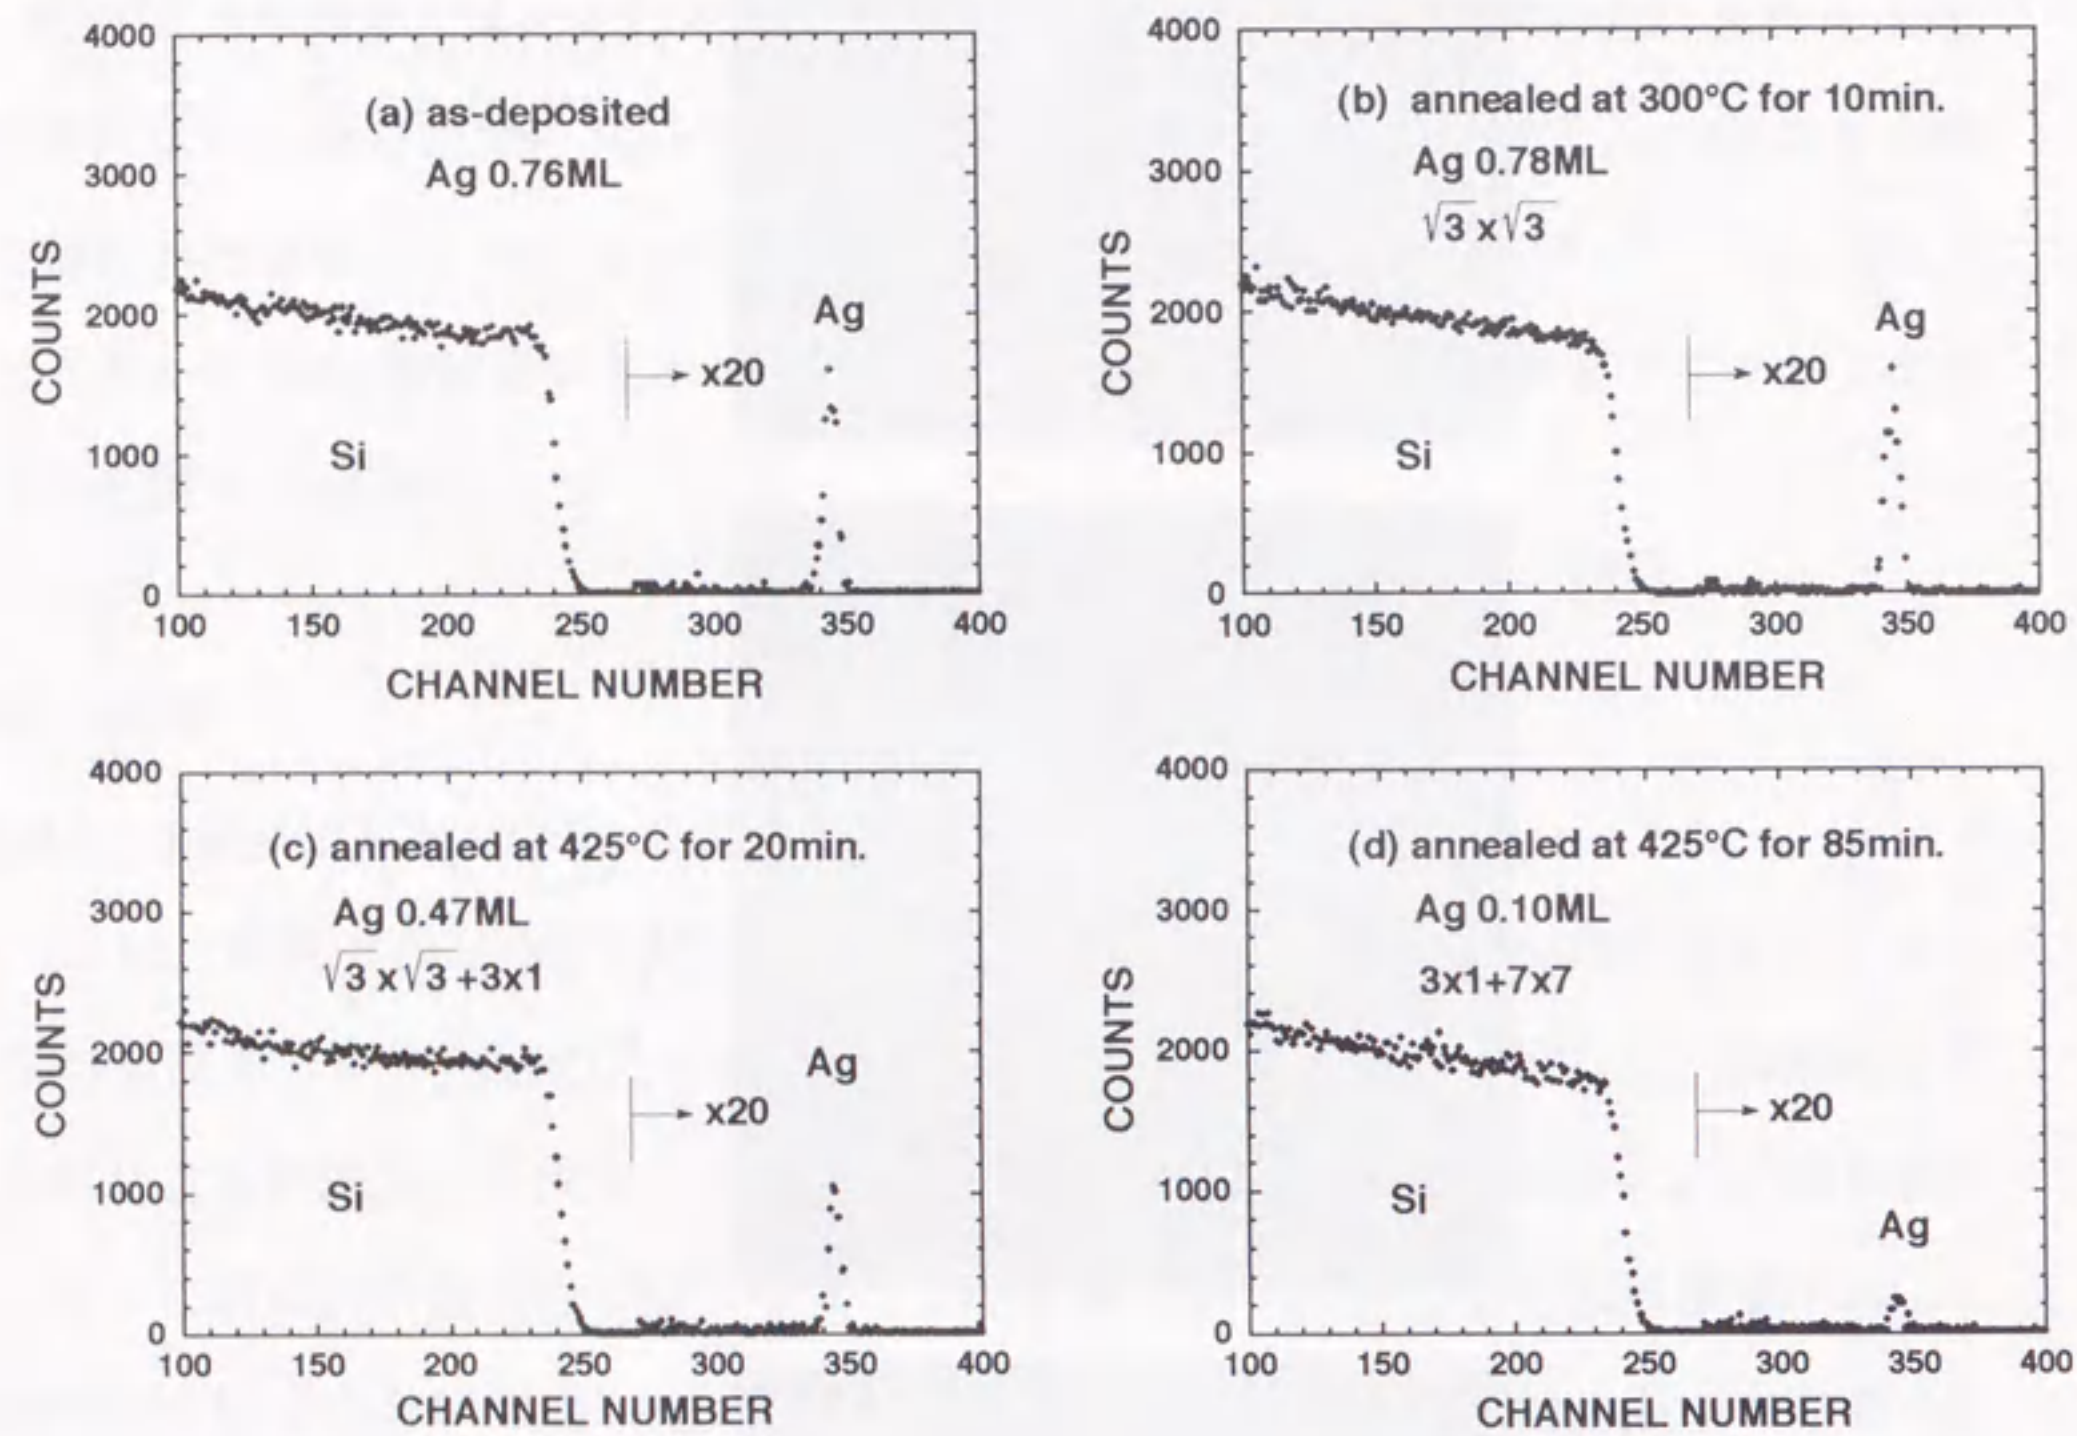 4000
3000
2000
1000
0
COUNTS
(a) as-deposited
Ag 0.76ML
Ag
x20
Si
100 150 200 250 300 350 400
CHANNEL NUMBER
4000
3000
2000
1000
0
COUNTS
(b) annealed at 300°C for 10min.
Ag 0.78ML
√3x√3
Ag
x20
Si
100 150 200 250 300 350 400
CHANNEL NUMBER
4000
3000
2000
1000
0
COUNTS
(c) annealed at 425°C for 20min.
Ag 0.47ML
√3x√3+3x1
Ag
x20
Si
100 150 200 250 300 350 400
CHANNEL NUMBER
4000
3000
2000
1000
0
COUNTS
(d) annealed at 425°C for 85min.
Ag 0.10ML
3x1+7x7
x20
Si
Ag
100 150 200 250 300 350 400
CHANNEL NUMBER